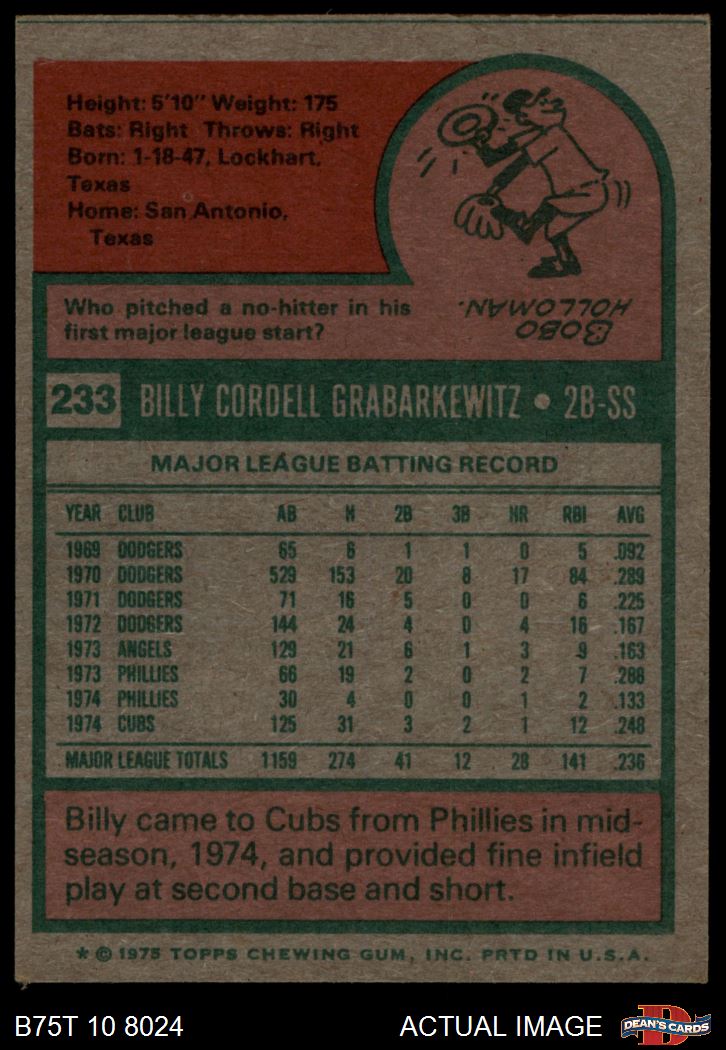 Height: 5'10" Weight: 175
Bats: Right Throws: Right
Born: 1-18-47, Lockhart,
Texas
Home: San Antonio,
Texas
Who pitched a no-hitter in his
first major league start?
BOBO
HOLLOMAN.
233 BILLY CORDELL GRABARKEWITZ • 2B-SS
MAJOR LEAGUE BATTING RECORD
YEAR CLUB AB H 2B 3B HR RBI AVG
1969 DODGERS 65 6 1 1 0 5 .092
1970 DODGERS 529 153 20 8 17 84 .289
1971 DODGERS 71 16 5 0 0 6 .225
1972 DODGERS 144 24 4 0 4 16 .167
1973 ANGELS 129 21 6 1 3 9 .163
1973 PHILLIES 66 19 2 0 2 7 .288
1974 PHILLIES 30 4 0 0 1 2 .133
1974 CUBS 125 31 3 2 1 12 .248
MAJOR LEAGUE TOTALS 1159 274 41 12 28 141 .236
Billy came to Cubs from Phillies in mid-
season, 1974, and provided fine infield
play at second base and short.
* © 1975 TOPPS CHEWING GUM, INC. PRTD IN U.S.A.
B75T 10 8024 ACTUAL IMAGE DEAN'S CARDS